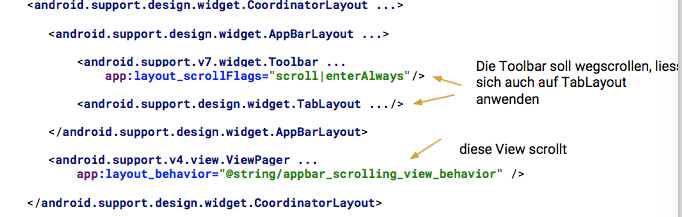 <android.support.design.widget.CoordinatorLayout ...>
<android.support.design.widget.AppBarLayout ...>
<android.support.v7.widget.Toolbar ...
app:layout_scrollFlags="scroll|enterAlways"/>
Die Toolbar soll wegscrollen, liess
sich auch auf TabLayout
anwenden
<android.support.design.widget.TabLayout .../>
</android.support.design.widget.AppBarLayout>
<android.support.v4.view.ViewPager ...
app:layout_behavior="@string/appbar_scrolling_view_behavior" />
diese View scrollt
</android.support.design.widget.CoordinatorLayout>